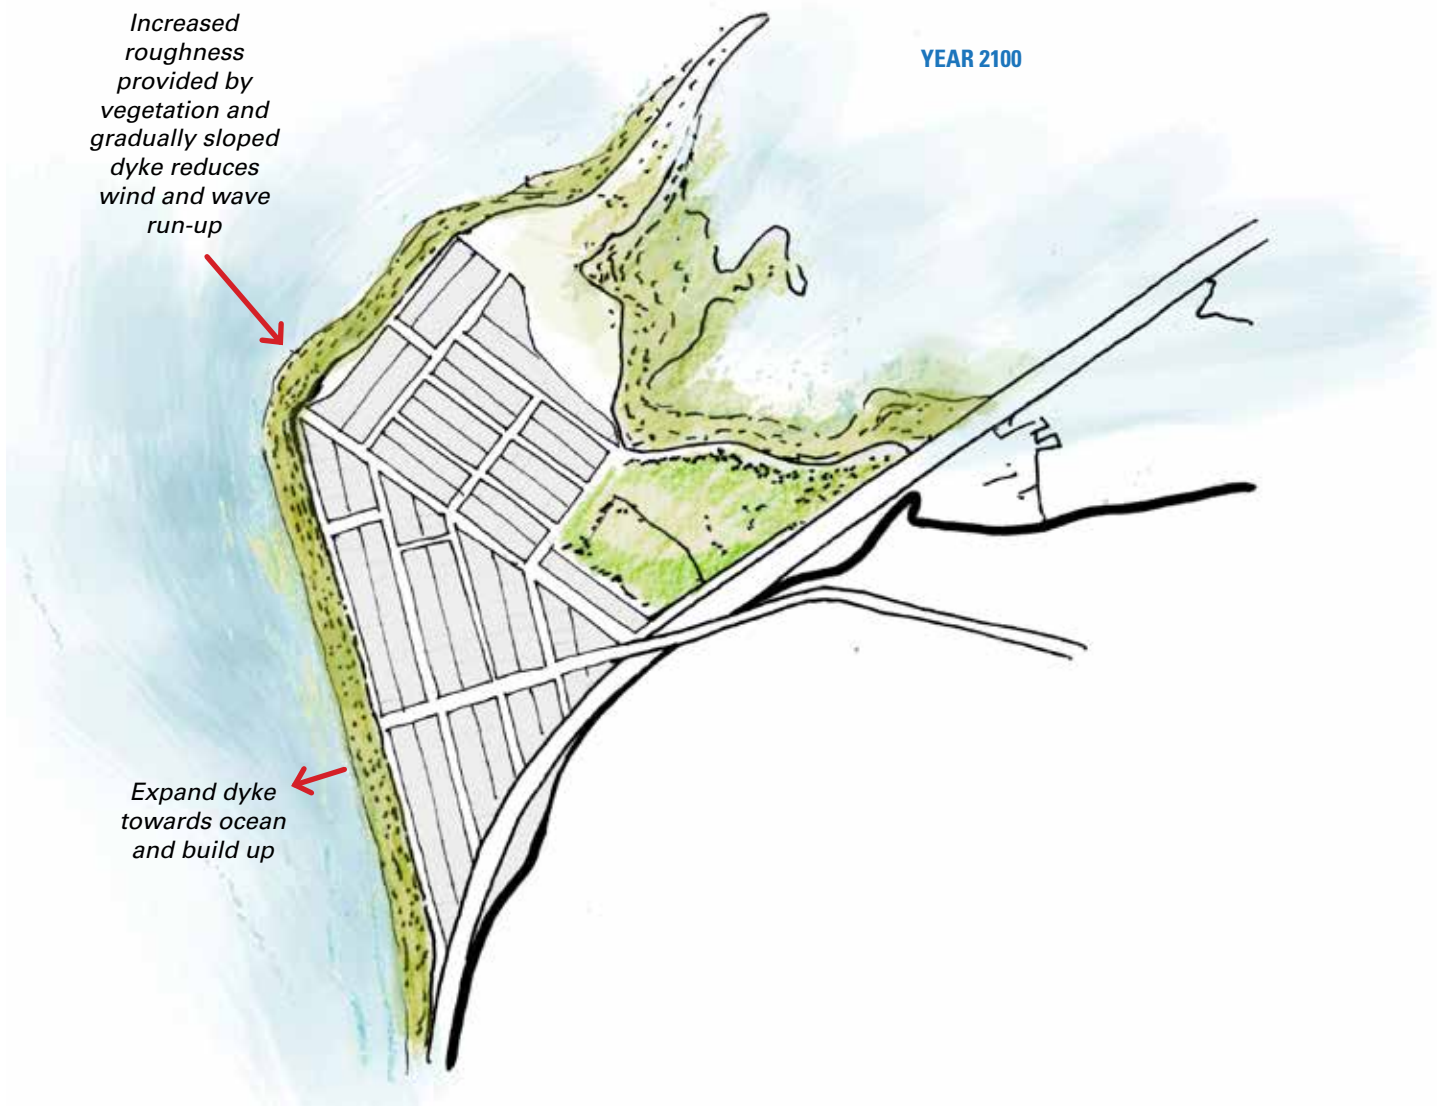 Increased
roughness
provided by
vegetation and
gradually sloped
dyke reduces
wind and wave
run-up
YEAR 2100
Expand dyke
towards ocean
and build up